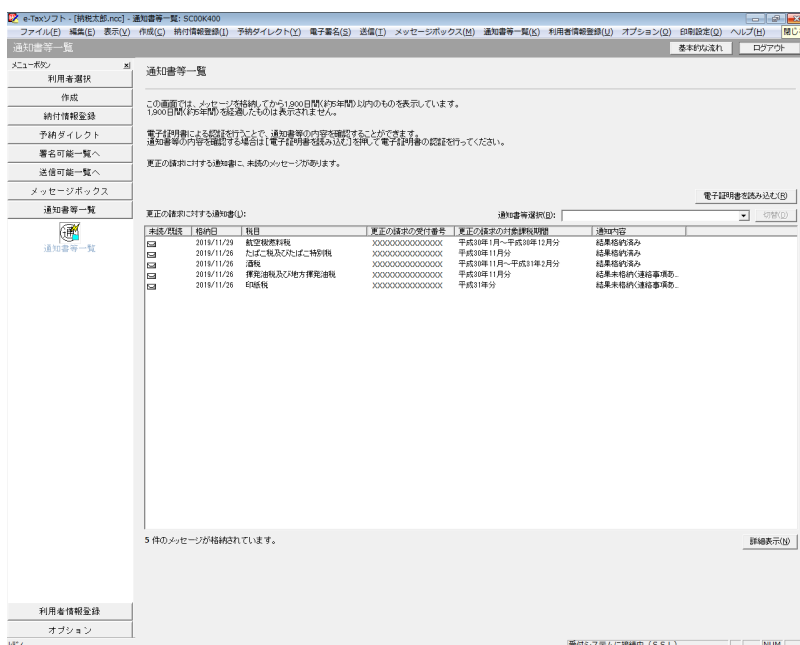 e-Taxソフト - [納税太郎.ncc] - 通知書等一覧: SC00K400
ファイル(F) 編集(E) 表示(V) 作成(C) 納付情報登録(I) 予納ダイレクト(Y) 電子署名(S) 送信(T) メッセージボックス(M) 通知書等一覧(K) 利用者情報登録(U) オプション(O) 印刷設定(Q) ヘルプ(H) 閉じ
通知書等一覧 基本的な流れ ログアウト
メニューボタン
利用者選択
作成
納付情報登録
予納ダイレクト
署名可能一覧へ
送信可能一覧へ
メッセージボックス
通知書等一覧
通知書等一覧
利用者情報登録
オプション
通知書等一覧
この画面では、メッセージを格納してから1,900日間(約5年間)以内のものを表示しています。
1,900日間(約5年間)を経過したものは表示されません。
電子証明書による認証を行うことで、通知書等の内容を確認することができます。
通知書等の内容を確認する場合は[電子証明書を読み込む]を押して電子証明書の認証を行ってください。
更正の請求に対する通知書に、未読のメッセージがあります。
電子証明書を読み込む(R)
更正の請求に対する通知書(L): 通知書等選択(B): 切替(D)
未読/既読 格納日 税目 更正の請求の受付番号 更正の請求の対象課税期間 通知内容
2019/11/29 航空機燃料税 XXXXXXXXXXXXXX 平成30年1月～平成30年12月分 結果格納済み
2019/11/26 たばこ税及びたばこ特別税 XXXXXXXXXXXXXX 平成30年11月分 結果格納済み
2019/11/26 酒税 XXXXXXXXXXXXXX 平成30年11月～平成31年2月分 結果格納済み
2019/11/26 揮発油税及び地方揮発油税 XXXXXXXXXXXXXX 平成30年11月分 結果未格納(連絡事項あ...
2019/11/26 印紙税 XXXXXXXXXXXXXX 平成31年分 結果未格納(連絡事項あ...
5 件のメッセージが格納されています。
詳細表示(N)
受付システムに接続中 (SSL) NUM